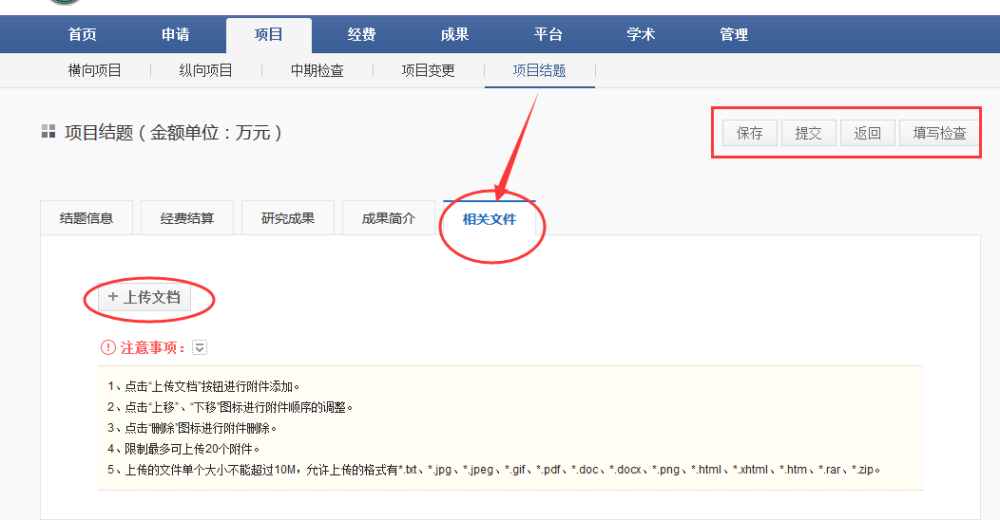 首页 申请 项目 经费 成果 平台 学术 管理
横向项目 纵向项目 中期检查 项目变更 项目结题
项目结题（金额单位：万元） 保存 提交 返回 填写检查
结题信息 经费结算 研究成果 成果简介 相关文件
+ 上传文档
注意事项：
1、点击“上传文档”按钮进行附件添加。
2、点击“上移”、“下移”图标进行附件顺序的调整。
3、点击“删除”图标进行附件删除。
4、限制最多可上传20个附件。
5、上传的文件单个大小不能超过10M，允许上传的格式有*.txt、*.jpg、*.jpeg、*.gif、*.pdf、*.doc、*.docx、*.png、*.html、*.xhtml、*.htm、*.rar、*.zip。